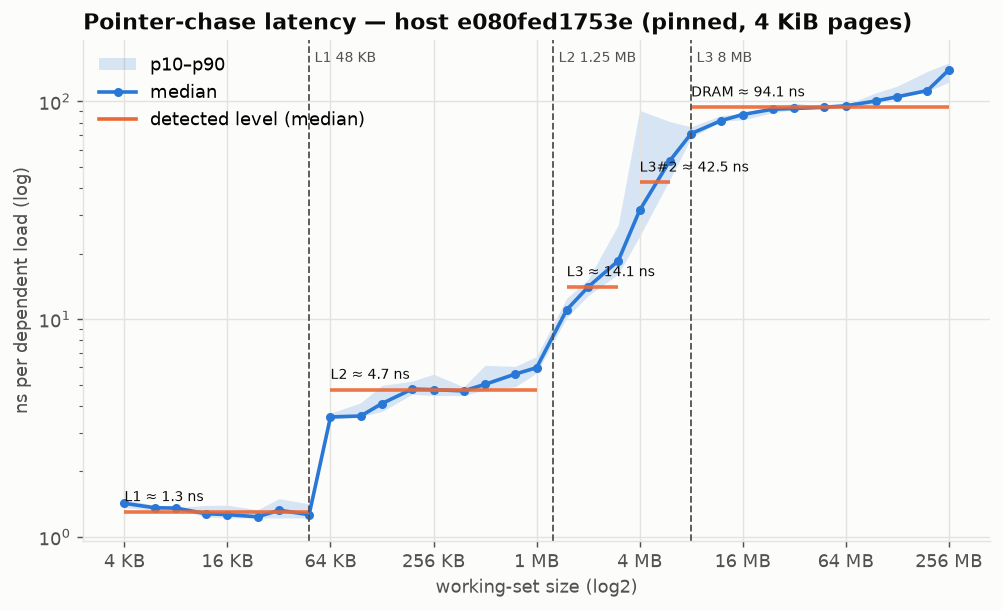 Pointer-chase latency — host e080fed1753e (pinned, 4 KiB pages)
L1 48 KB
L2 1.25 MB
L3 8 MB
p10–p90
median
detected level (median)
DRAM ≈ 94.1 ns
L3#2 ≈ 42.5 ns
L3 ≈ 14.1 ns
L2 ≈ 4.7 ns
L1 ≈ 1.3 ns
ns per dependent load (log)
10²
10¹
10⁰
4 KB
16 KB
64 KB
256 KB
1 MB
4 MB
16 MB
64 MB
256 MB
working-set size (log2)